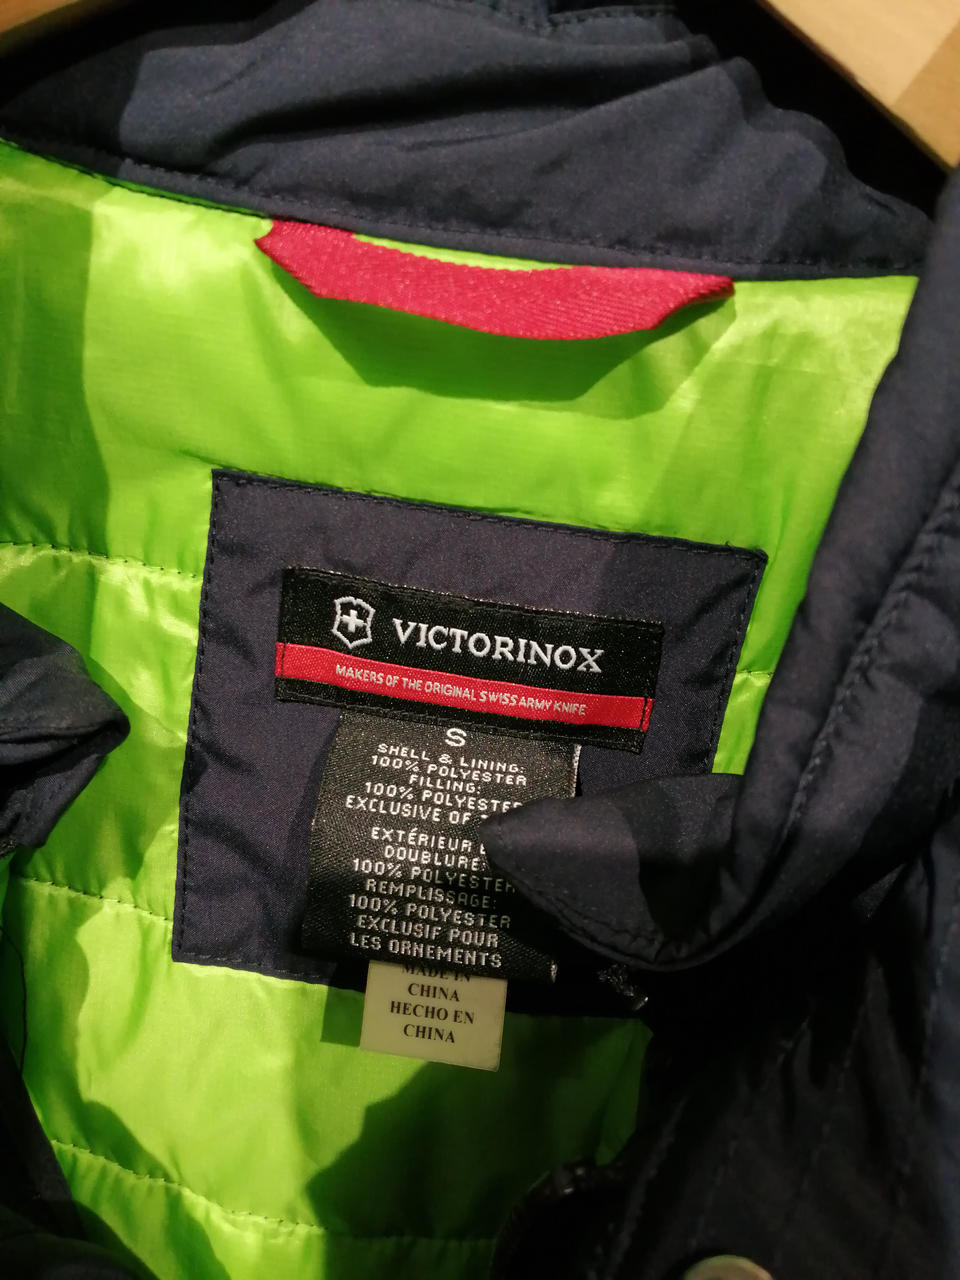 VICTORINOX
MAKERS OF THE ORIGINAL SWISS ARMY KNIFE
S
SHELL & LINING:
100% POLYESTER
FILLING:
100% POLYESTER
EXCLUSIVE OF
EXTÉRIEUR
DOUBLURE:
100% POLYESTER
REMPLISSAGE:
100% POLYESTER
EXCLUSIF POUR
LES ORNEMENTS
MADE IN
CHINA
HECHO EN
CHINA